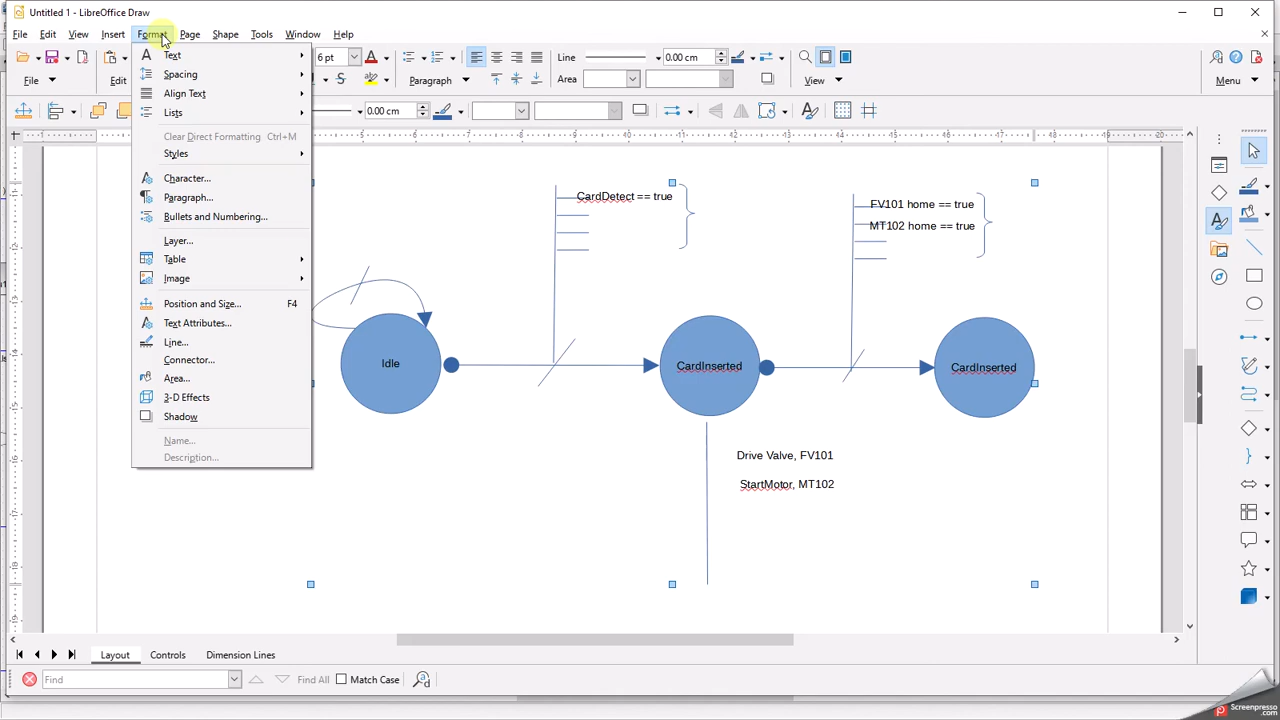 Untitled 1 - LibreOffice Draw
File Edit View Insert Format Page Shape Tools Window Help
6 pt Line 0.00 cm
File Edit Paragraph Area View Menu
0.00 cm
Text
Spacing
Align Text
Lists
Clear Direct Formatting Ctrl+M
Styles
Character...
Paragraph...
Bullets and Numbering...
Layer...
Table
Image
Position and Size... F4
Text Attributes...
Line...
Connector...
Area...
3-D Effects
Shadow
Name...
Description...
CardDetect == true
FV101 home == true
MT102 home == true
Idle
CardInserted
CardInserted
Drive Valve, FV101
StartMotor, MT102
Layout Controls Dimension Lines
Find Find All Match Case
Screenpresso
.com